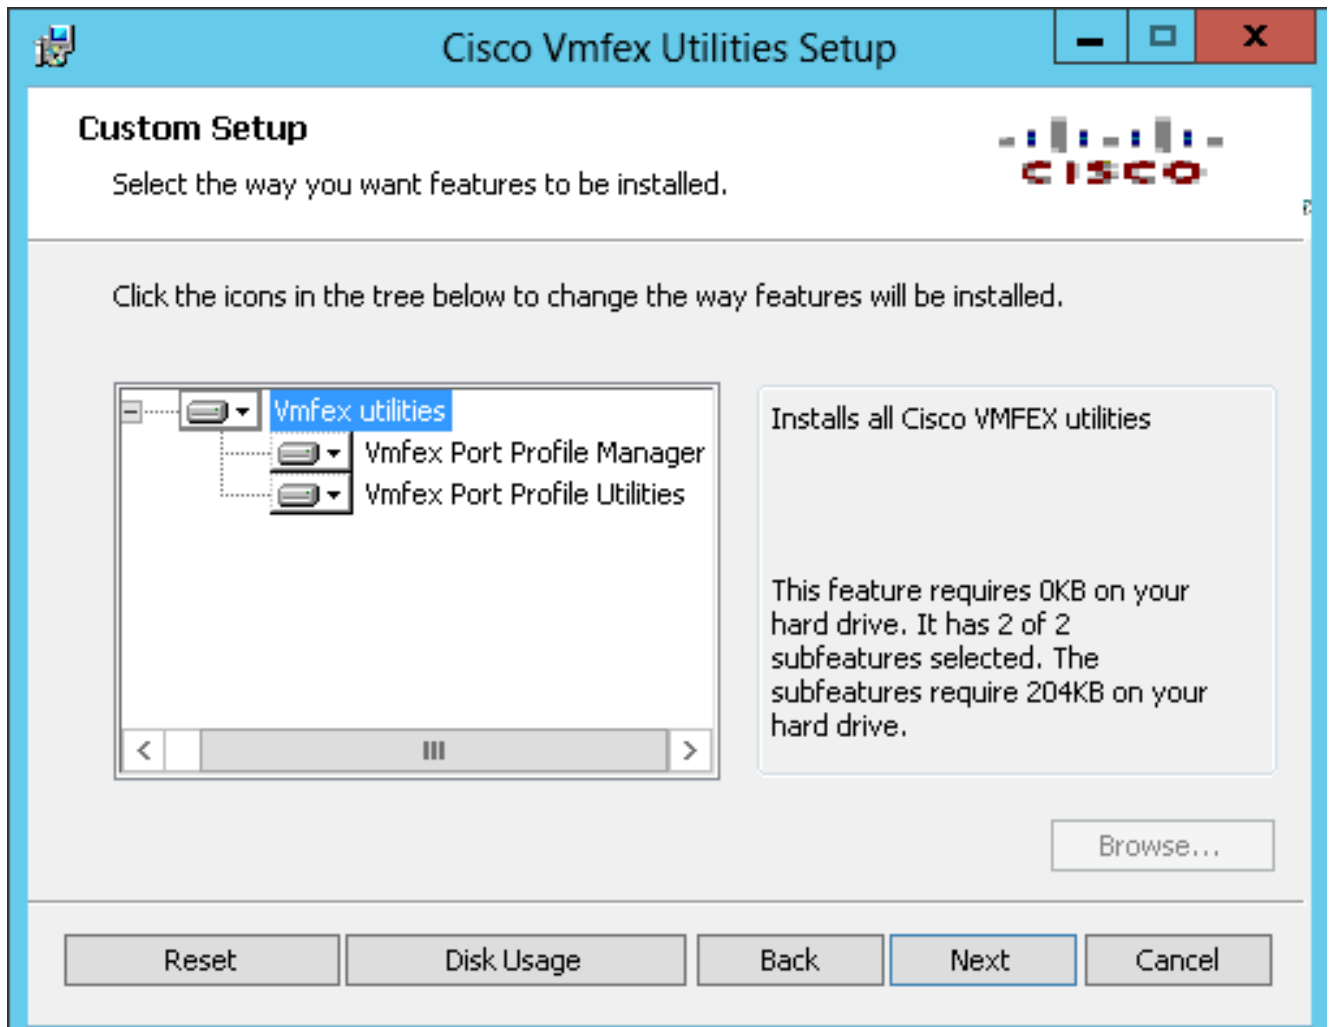 Cisco Vmfex Utilities Setup
Custom Setup
Select the way you want features to be installed.
CISCO
Click the icons in the tree below to change the way features will be installed.
Vmfex utilities
Vmfex Port Profile Manager
Vmfex Port Profile Utilities
Installs all Cisco VMFEX utilities
This feature requires 0KB on your
hard drive. It has 2 of 2
subfeatures selected. The
subfeatures require 204KB on your
hard drive.
Browse...
Reset
Disk Usage
Back
Next
Cancel